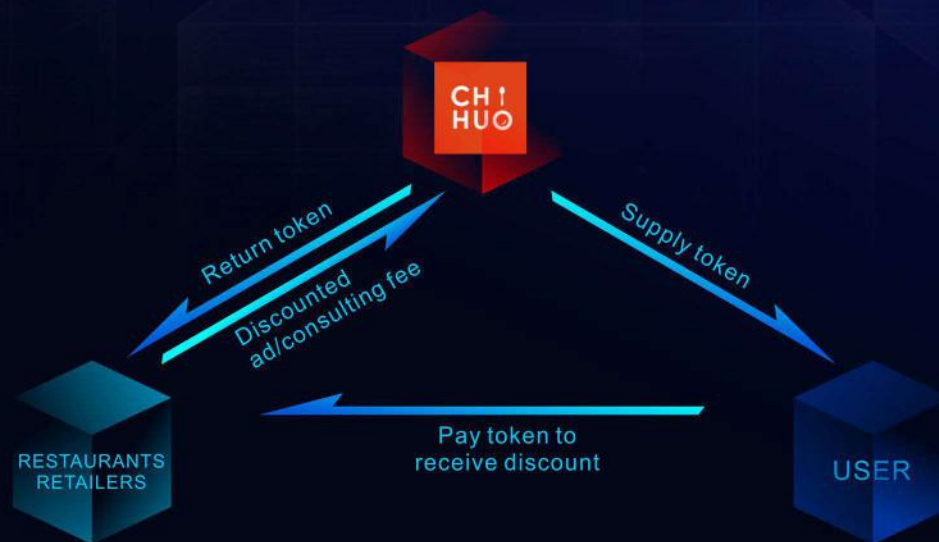 CHI
HUO
Return token
Discounted
ad/consulting fee
Supply token
Pay token to
receive discount
RESTAURANTS
RETAILERS
USER